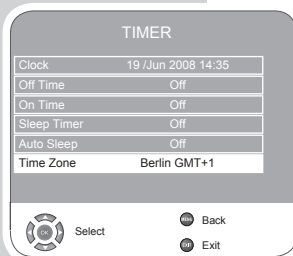 TIMER
Clock 19 /Jun 2008 14:35
Off Time Off
On Time Off
Sleep Timer Off
Auto Sleep Off
Time Zone Berlin GMT+1
OK Select
MENU Back
EXIT Exit